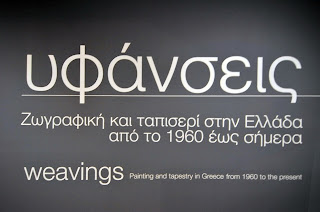 υφάνσεις
Ζωγραφική και ταπισερί στην Ελλάδα
από το 1960 έως σήμερα
weavings Painting and tapestry in Greece from 1960 to the present